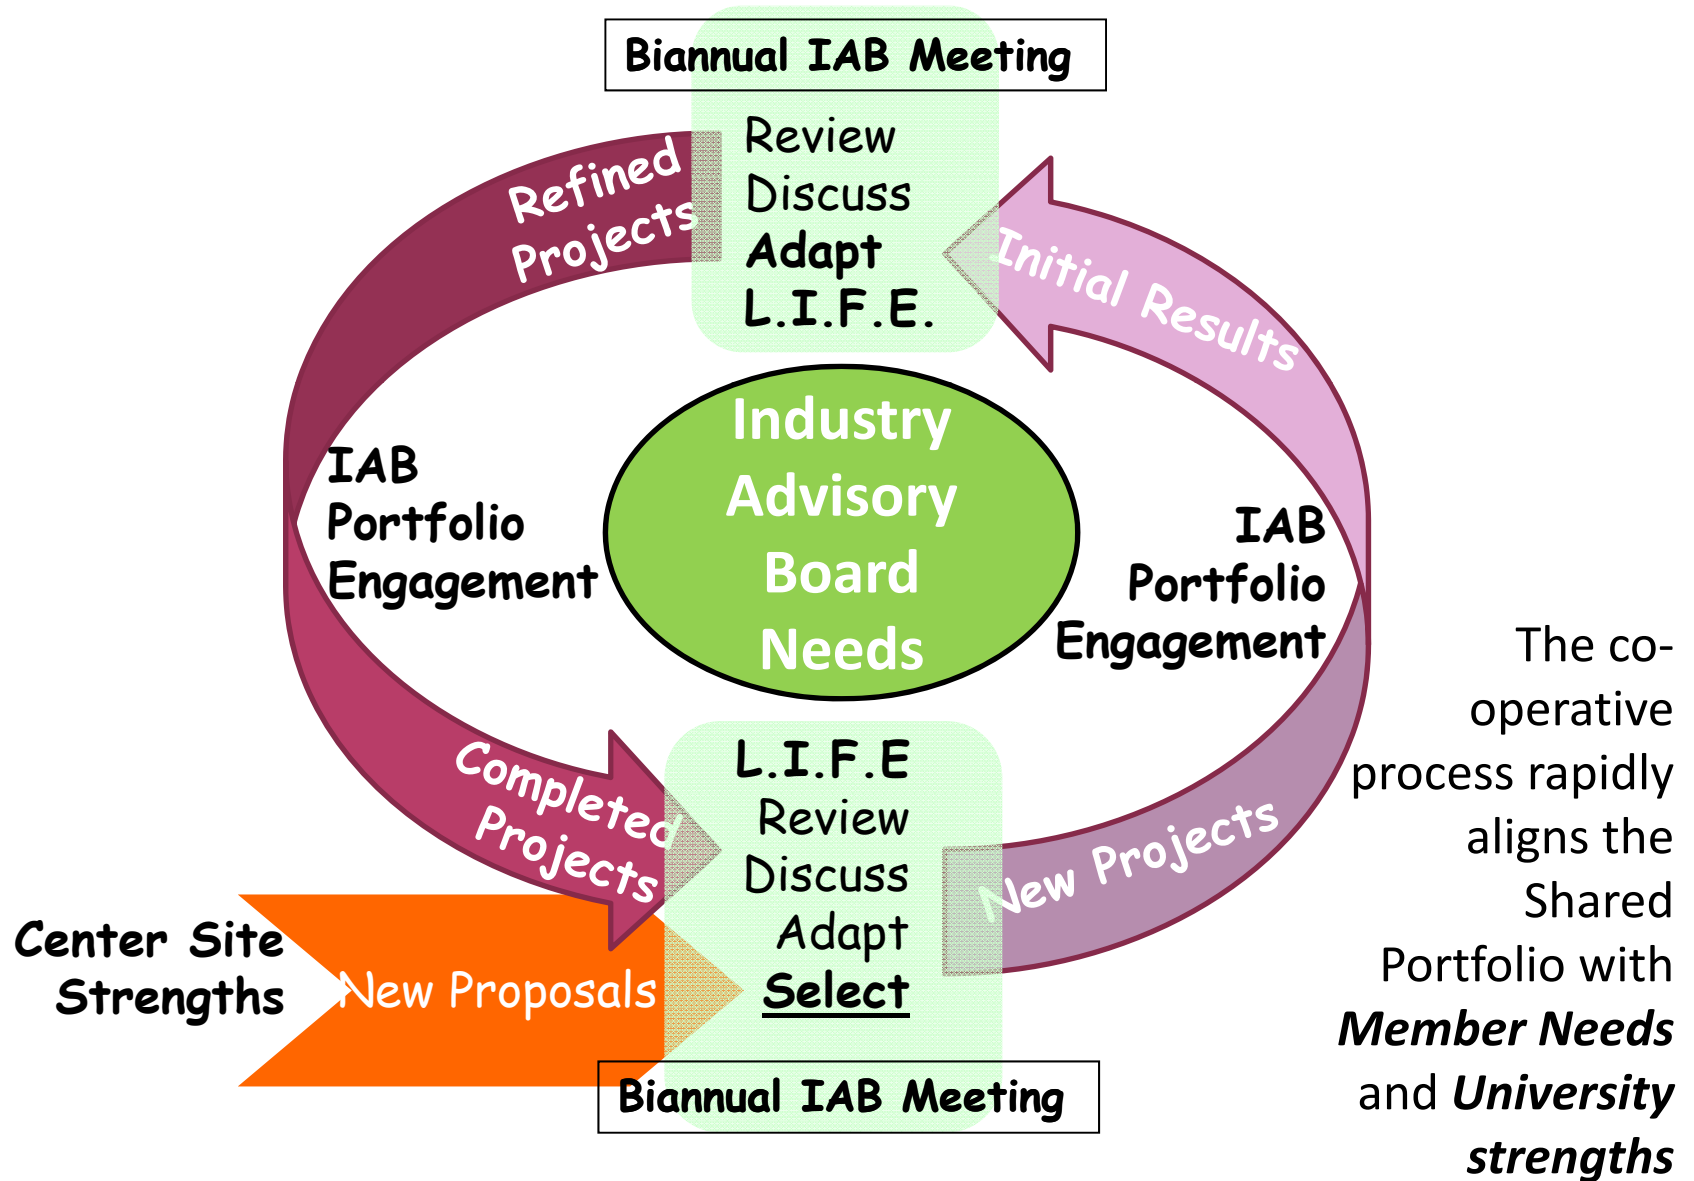 Biannual IAB Meeting
Review
Discuss
Adapt
L.I.F.E.
Refined
Projects
Initial Results
Industry
Advisory
Board
Needs
IAB
Portfolio
Engagement
IAB
Portfolio
Engagement
Completed
Projects
L.I.F.E
Review
Discuss
Adapt
Select
New Projects
Center Site
Strengths
New Proposals
Biannual IAB Meeting
The co-
operative
process rapidly
aligns the
Shared
Portfolio with
Member Needs
and University
strengths